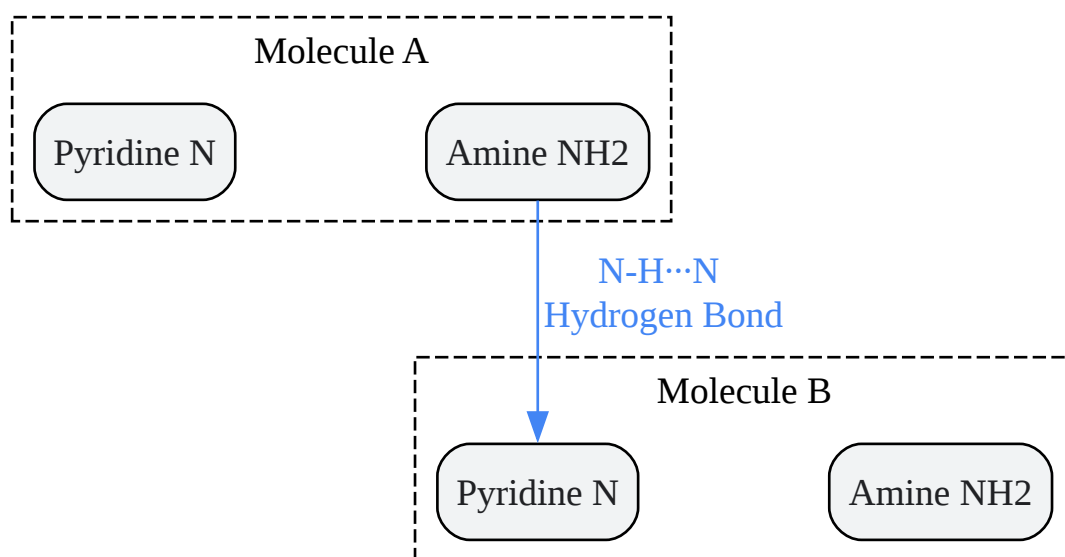 Molecule A
Pyridine N
Amine NH2
N-H···N
Hydrogen Bond
Molecule B
Pyridine N
Amine NH2